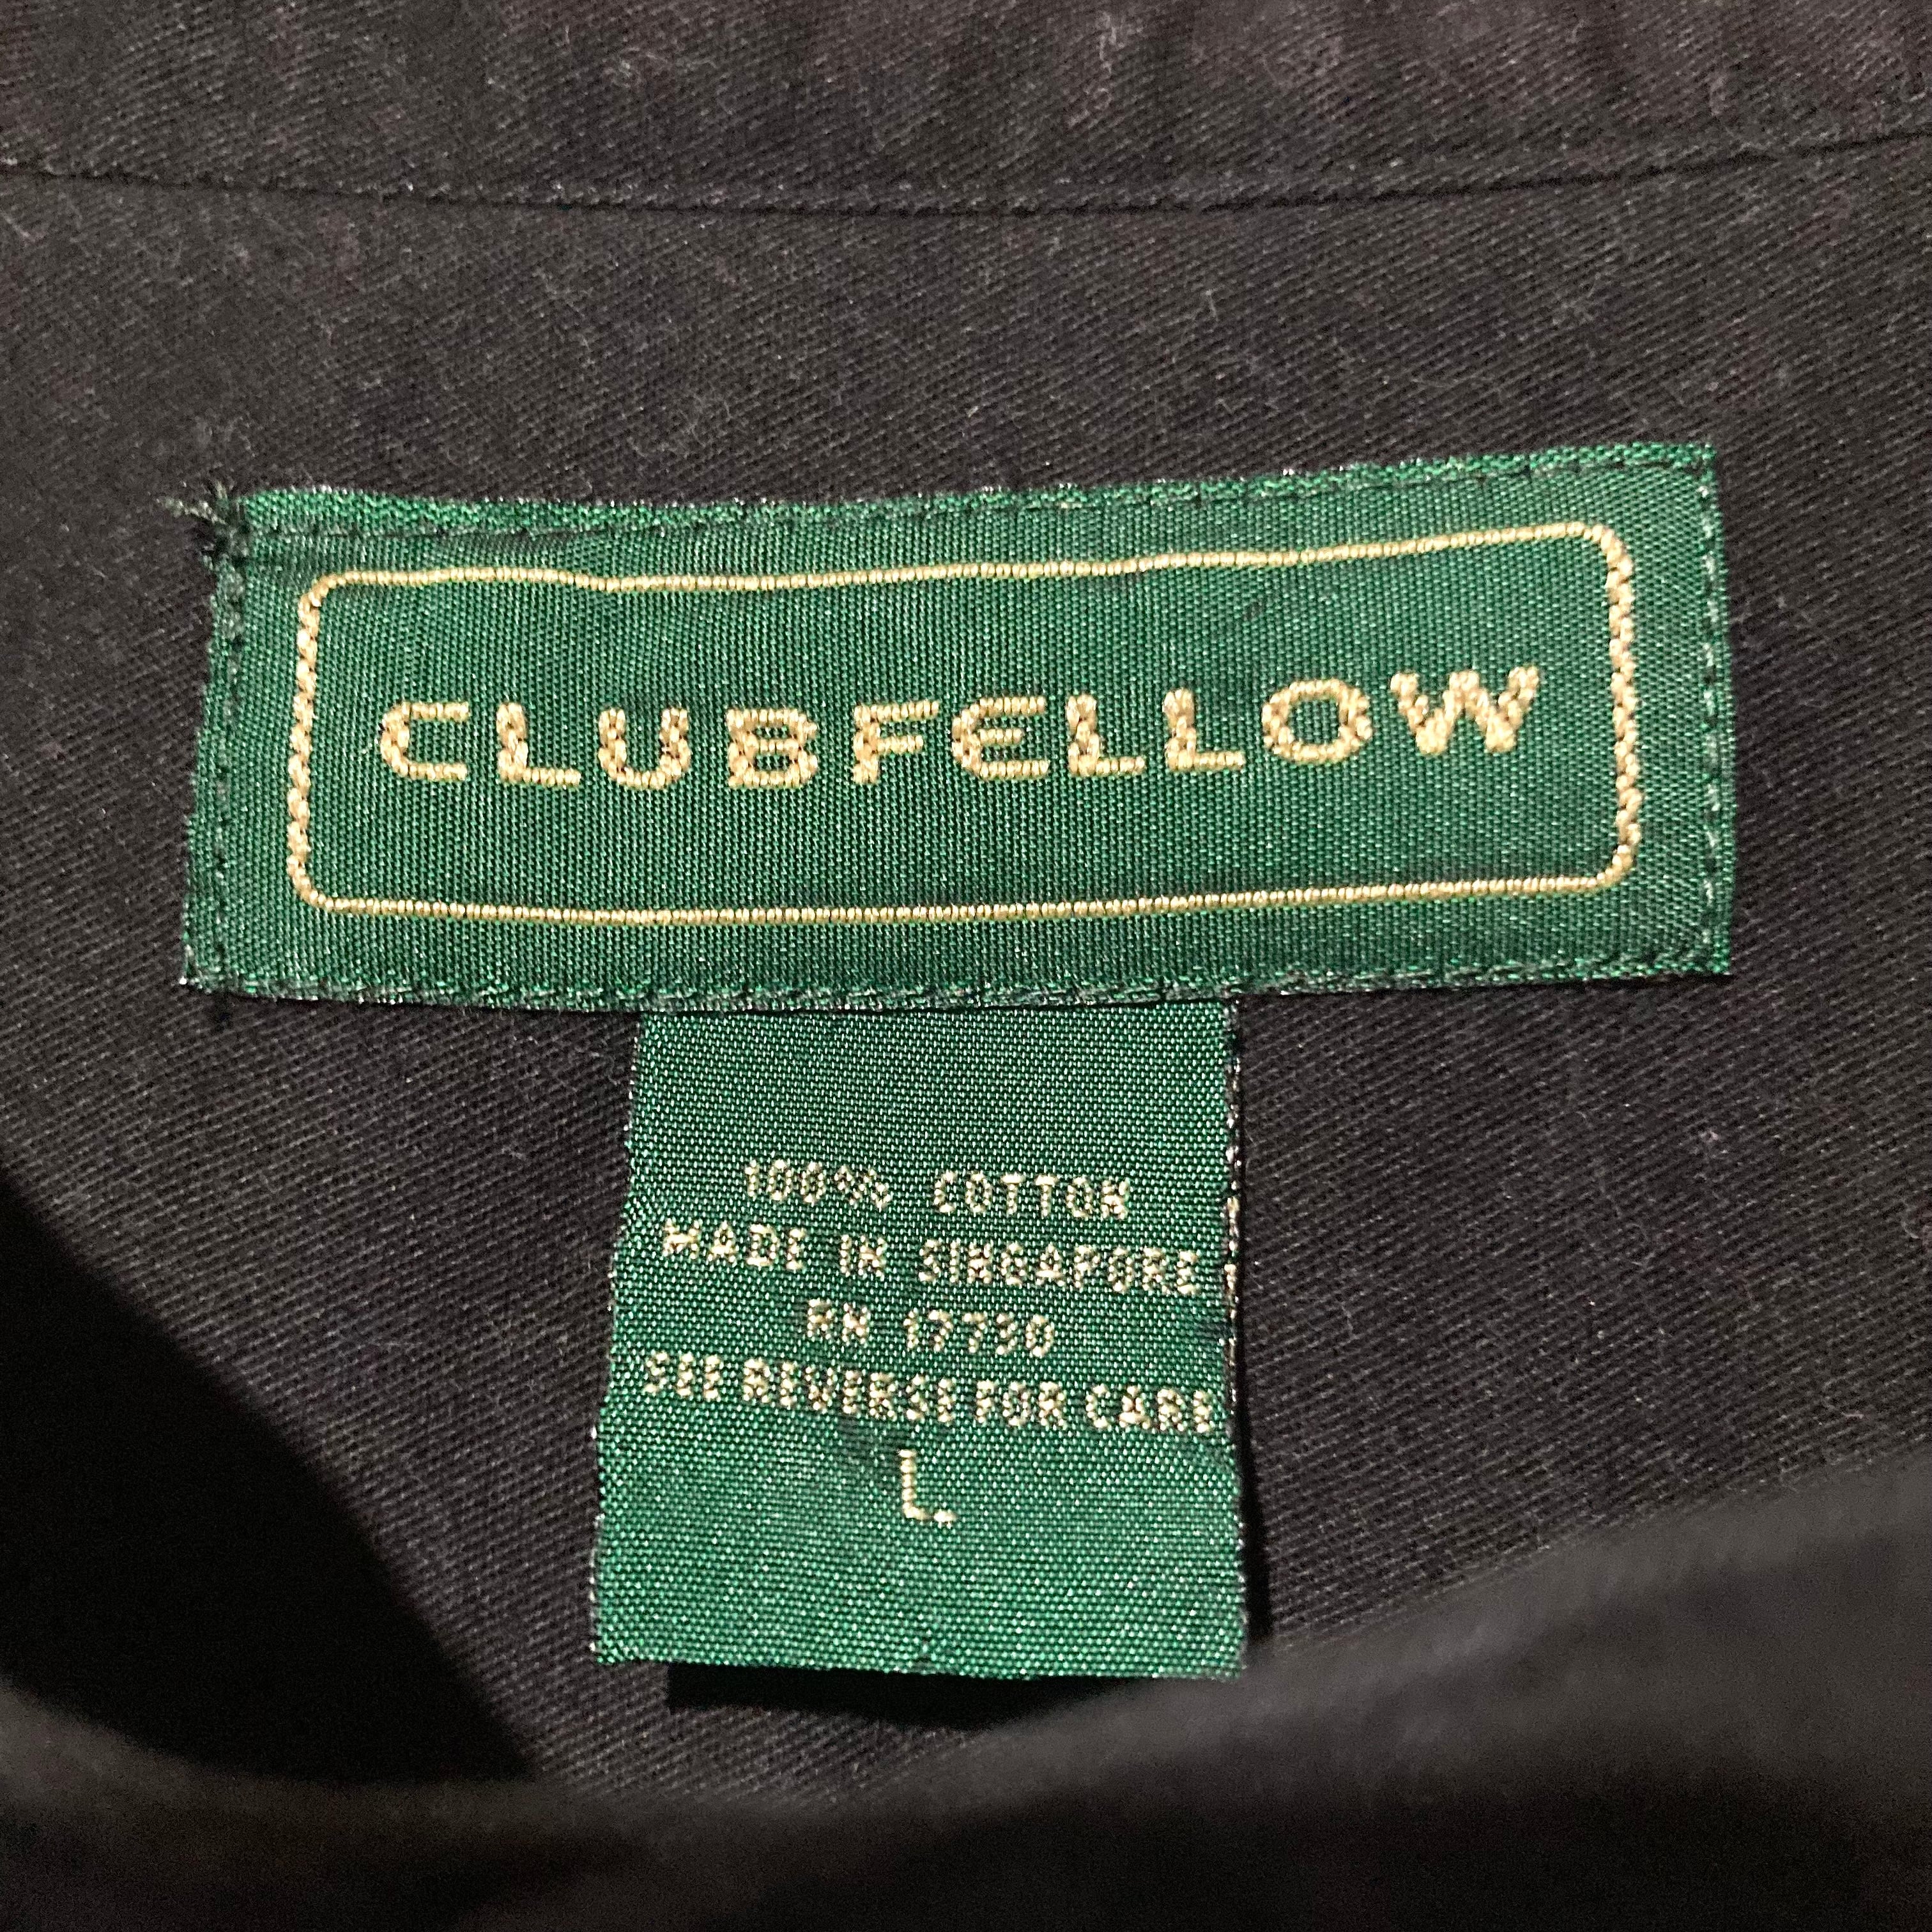 CLUBFELLOW
100% COTTON
MADE IN SINGAPORE
RN 17730
SEE REVERSE FOR CARE
L